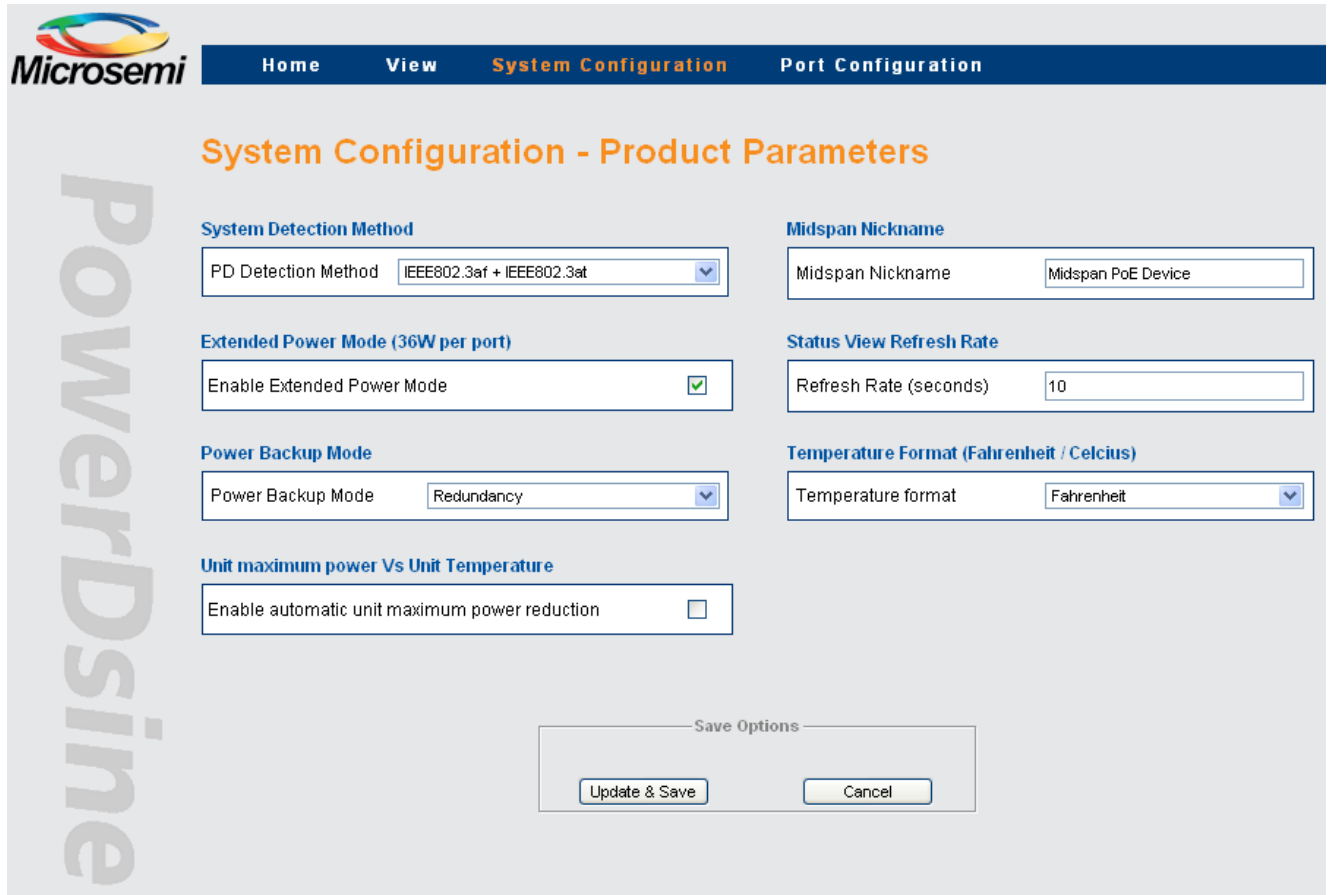 Microsemi
Home View System Configuration Port Configuration
PowerDsine
System Configuration - Product Parameters
System Detection Method
PD Detection Method IEEE802.3af + IEEE802.3at
Midspan Nickname
Midspan Nickname Midspan PoE Device
Extended Power Mode (36W per port)
Enable Extended Power Mode
Status View Refresh Rate
Refresh Rate (seconds) 10
Power Backup Mode
Power Backup Mode Redundancy
Temperature Format (Fahrenheit / Celcius)
Temperature format Fahrenheit
Unit maximum power Vs Unit Temperature
Enable automatic unit maximum power reduction
Save Options
Update & Save Cancel